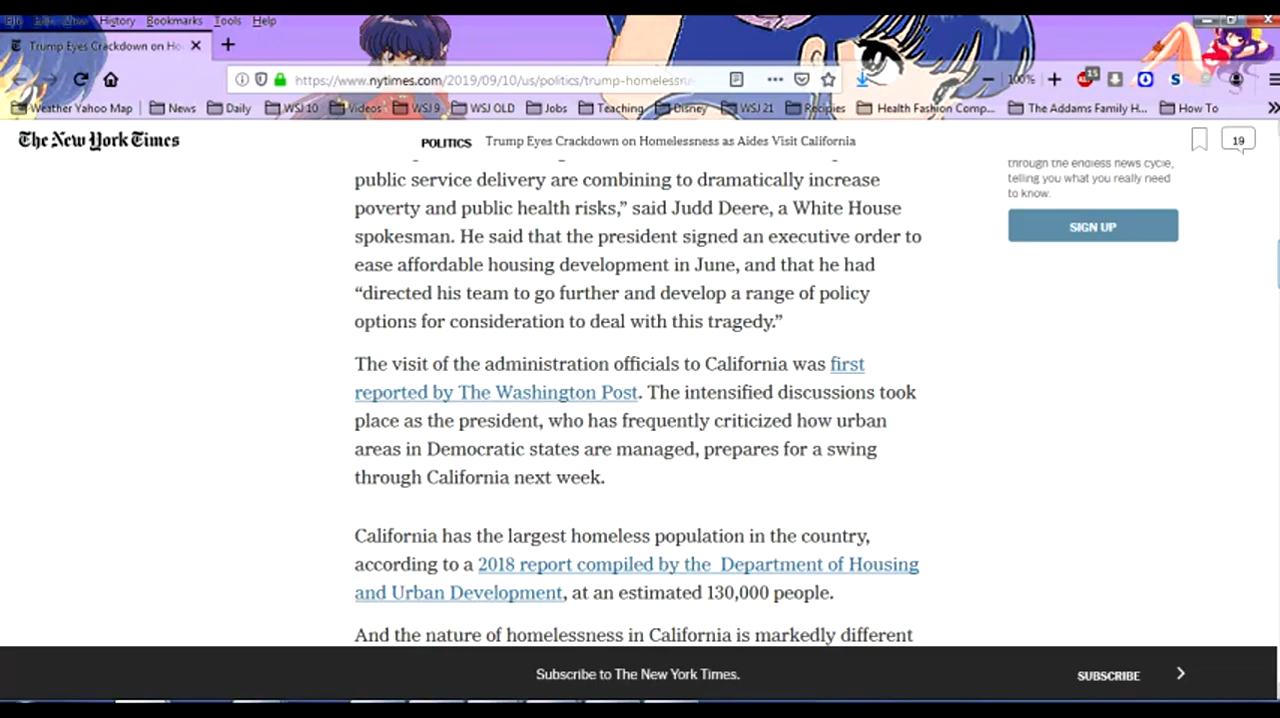 File Edit View History Bookmarks Tools Help
Trump Eyes Crackdown on Ho
https://www.nytimes.com/2019/09/10/us/politics/trump-homelessn
100%
15
Weather Yahoo Map News Daily WSJ 10 Videos WSJ 9 WSJ OLD Jobs Teaching Disney WSJ 21 Recipies Health Fashion Comp... The Addams Family H... How To
The New York Times POLITICS Trump Eyes Crackdown on Homelessness as Aides Visit California 19
public service delivery are combining to dramatically increase
poverty and public health risks,” said Judd Deere, a White House
spokesman. He said that the president signed an executive order to
ease affordable housing development in June, and that he had
“directed his team to go further and develop a range of policy
options for consideration to deal with this tragedy.”
The visit of the administration officials to California was first
reported by The Washington Post. The intensified discussions took
place as the president, who has frequently criticized how urban
areas in Democratic states are managed, prepares for a swing
through California next week.
California has the largest homeless population in the country,
according to a 2018 report compiled by the Department of Housing
and Urban Development, at an estimated 130,000 people.
And the nature of homelessness in California is markedly different
through the endless news cycle,
telling you what you really need
to know.
SIGN UP
Subscribe to The New York Times.
SUBSCRIBE